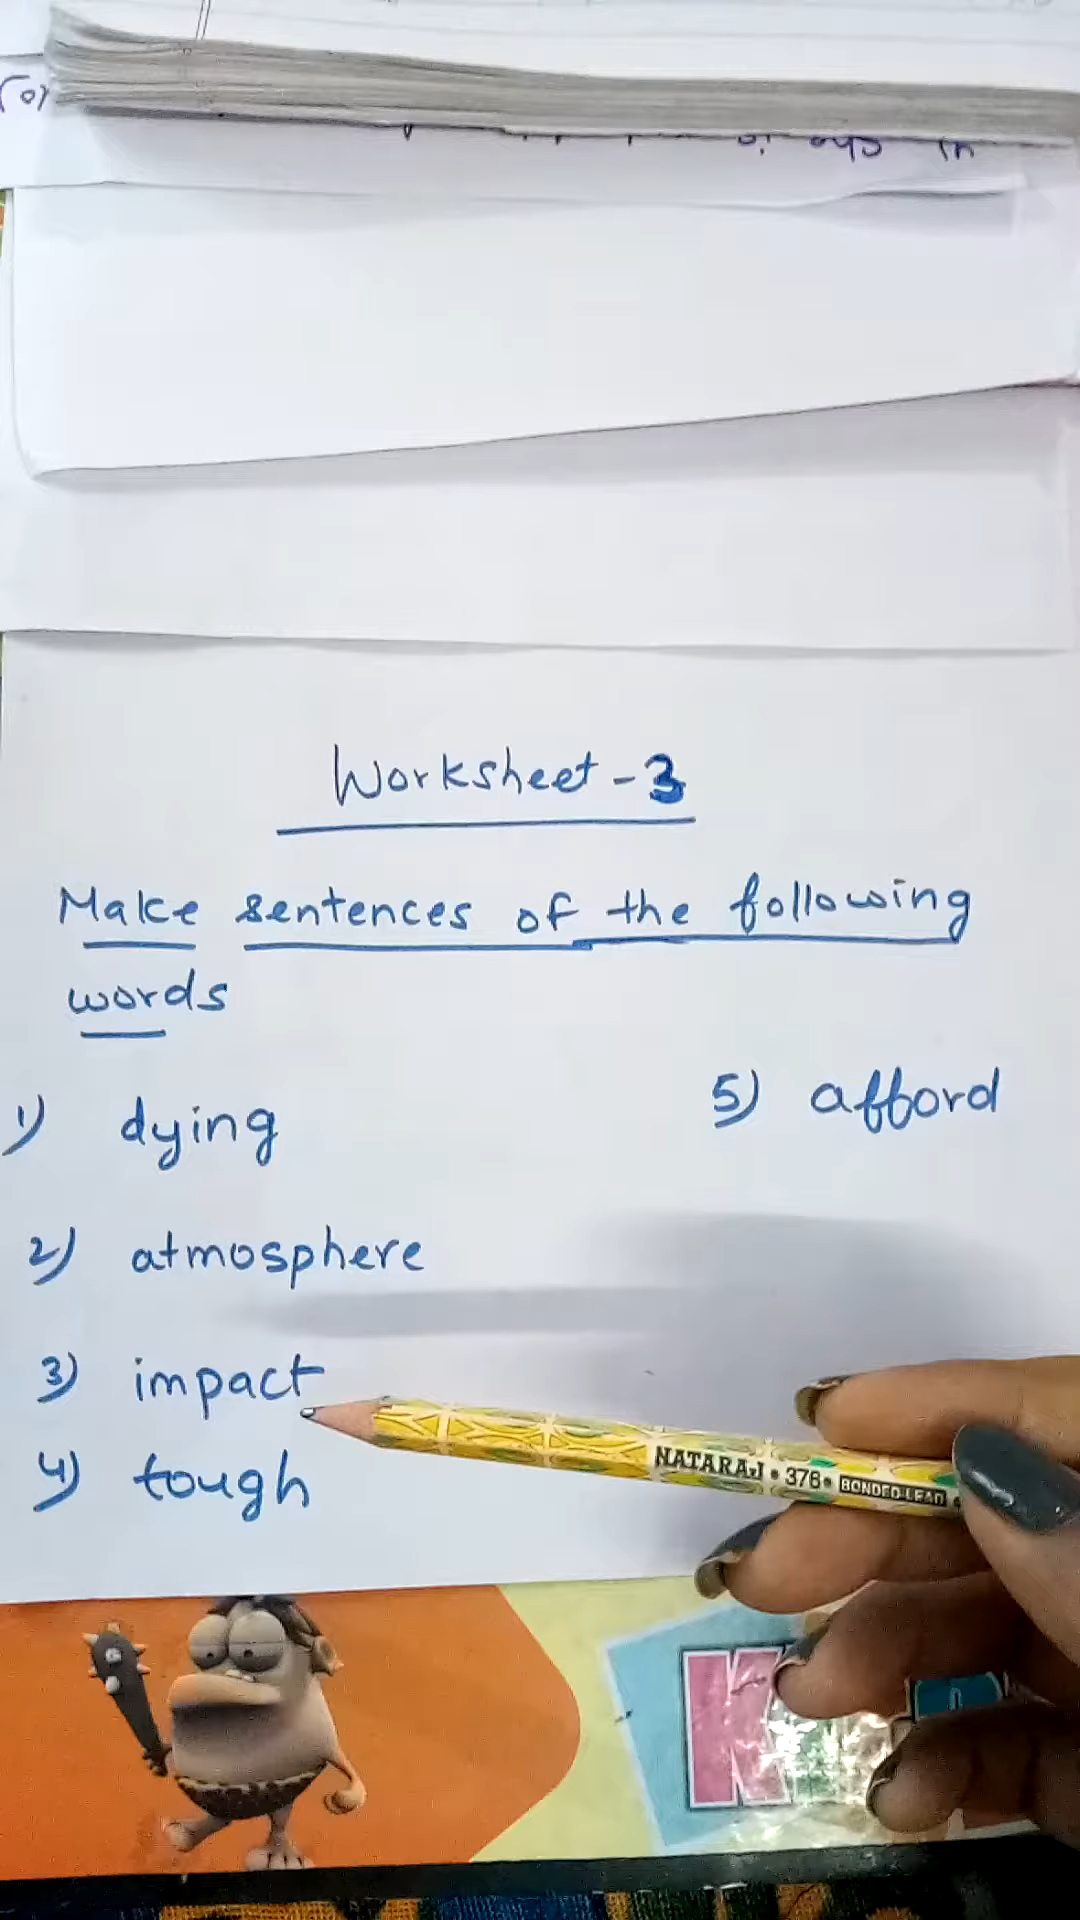 Worksheet - 3
Make sentences of the following
words
1) dying
5) afford
2) atmosphere
3) impact
4) tough
NATARAJ • 376 • BONDED LEAD